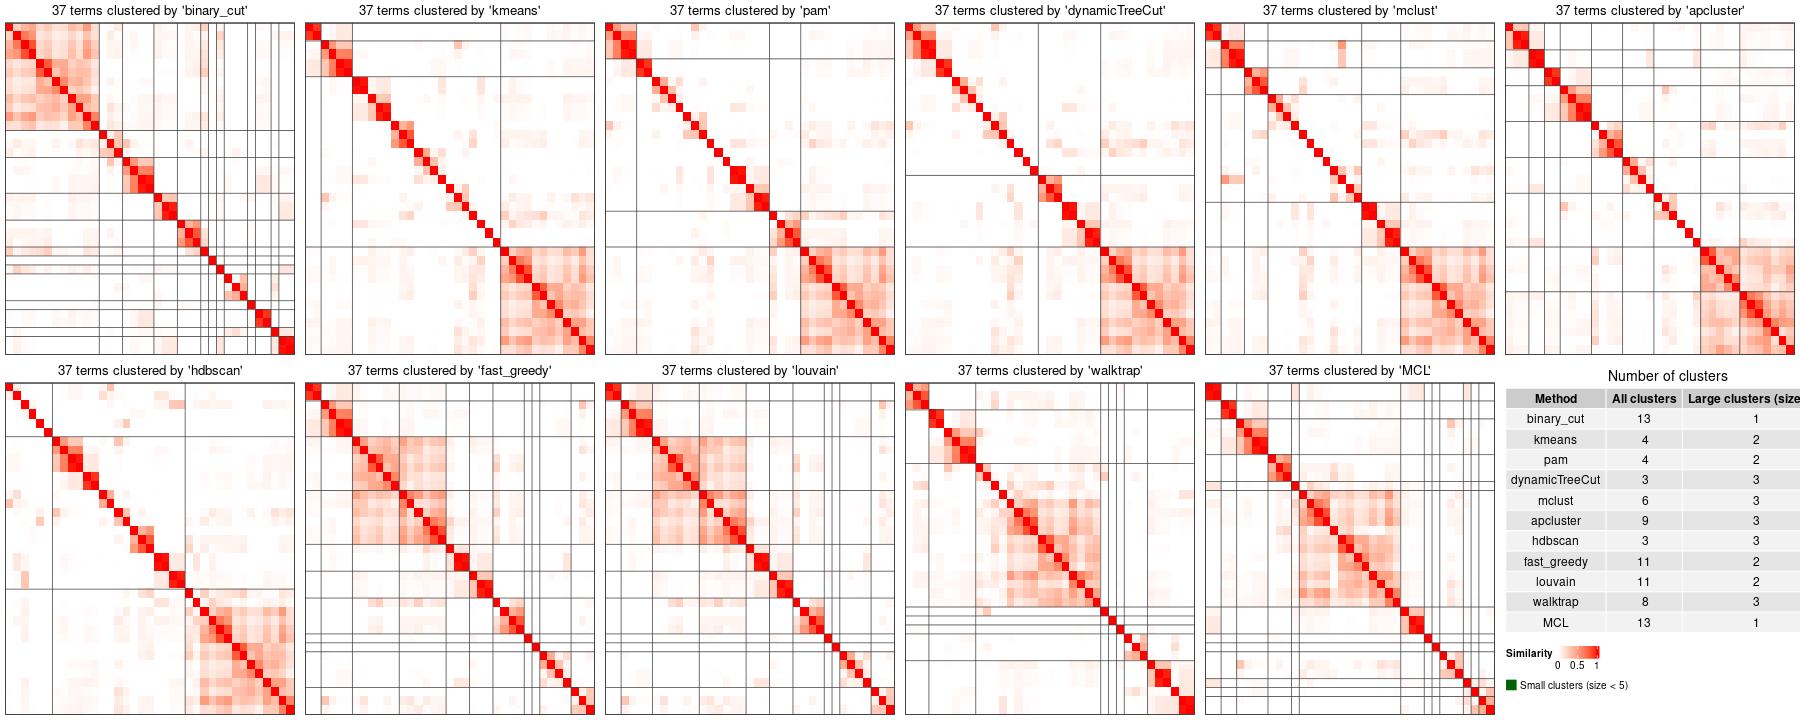 37 terms clustered by 'binary_cut'
37 terms clustered by 'kmeans'
37 terms clustered by 'pam'
37 terms clustered by 'dynamicTreeCut'
37 terms clustered by 'mclust'
37 terms clustered by 'apcluster'
37 terms clustered by 'hdbscan'
37 terms clustered by 'fast_greedy'
37 terms clustered by 'louvain'
37 terms clustered by 'walktrap'
37 terms clustered by 'MCL'
Number of clusters
Method All clusters Large clusters (size
binary_cut 13 1
kmeans 4 2
pam 4 2
dynamicTreeCut 3 3
mclust 6 3
apcluster 9 3
hdbscan 3 3
fast_greedy 11 2
louvain 11 2
walktrap 8 3
MCL 13 1
Similarity
0 0.5 1
Small clusters (size < 5)